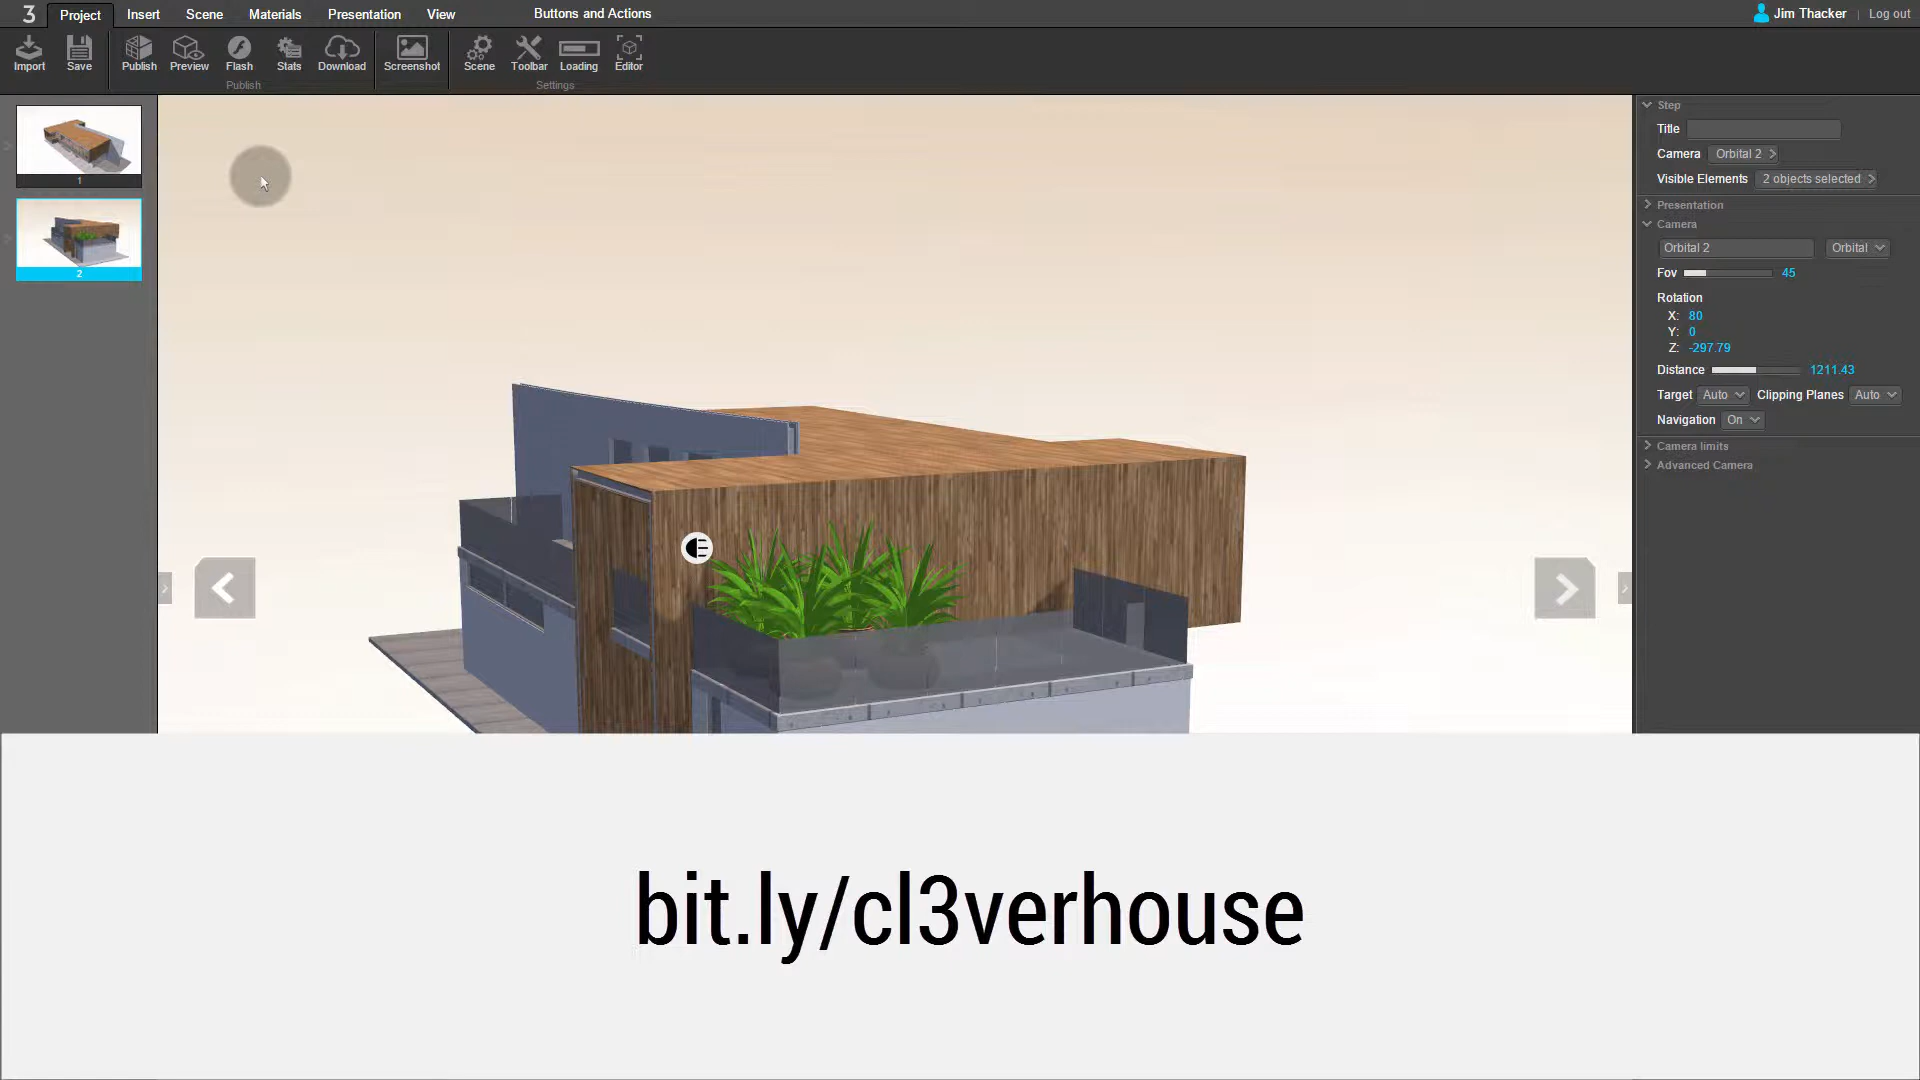 3 Project Insert Scene Materials Presentation View Buttons and Actions Jim Thacker | Log out
Import Save Publish Preview Flash Stats Download Screenshot Scene Toolbar Loading Editor
Publish Settings
Step
Title
Camera Orbital 2
Visible Elements 2 objects selected
Presentation
Camera
Orbital 2 Orbital
Fov 45
Rotation
X: 80
Y: 0
Z: -297.79
Distance 1211.43
Target Auto Clipping Planes Auto
Navigation On
Camera limits
Advanced Camera
1
2
bit.ly/cl3verhouse